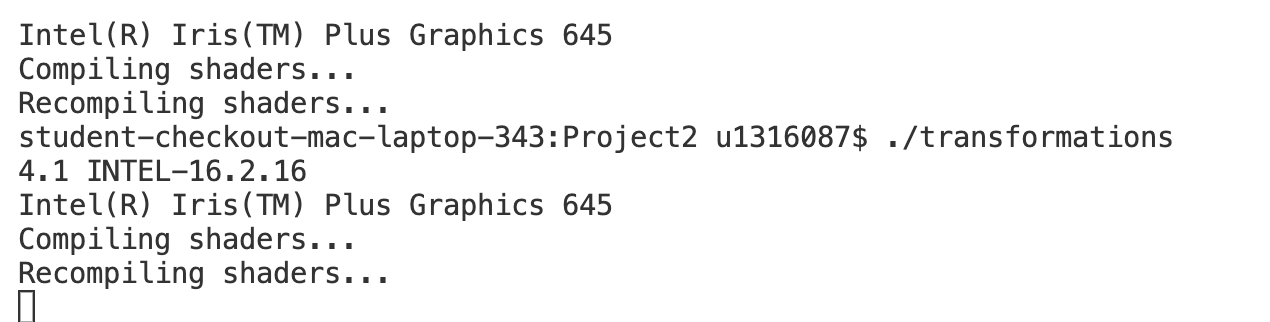 Intel(R) Iris(TM) Plus Graphics 645
Compiling shaders...
Recompiling shaders...
student-checkout-mac-laptop-343:Project2 u1316087$ ./transformations
4.1 INTEL-16.2.16
Intel(R) Iris(TM) Plus Graphics 645
Compiling shaders...
Recompiling shaders...